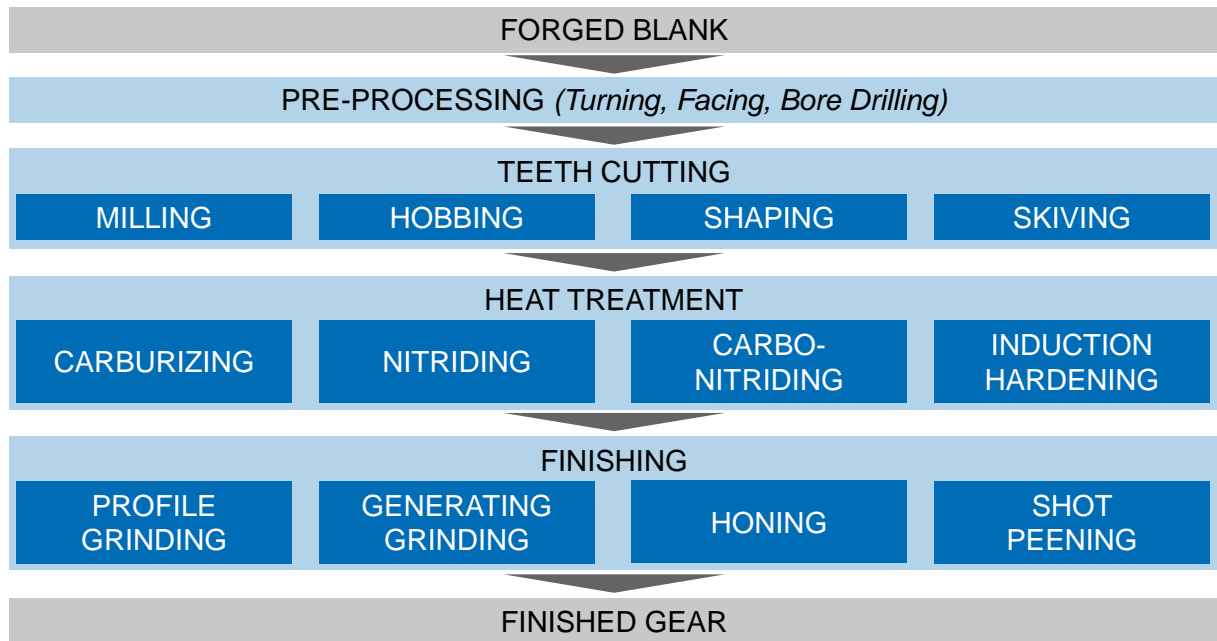 FORGED BLANK
PRE-PROCESSING (Turning, Facing, Bore Drilling)
TEETH CUTTING
MILLING
HOBBING
SHAPING
SKIVING
HEAT TREATMENT
CARBURIZING
NITRIDING
CARBO-
NITRIDING
INDUCTION
HARDENING
FINISHING
PROFILE
GRINDING
GENERATING
GRINDING
HONING
SHOT
PEENING
FINISHED GEAR